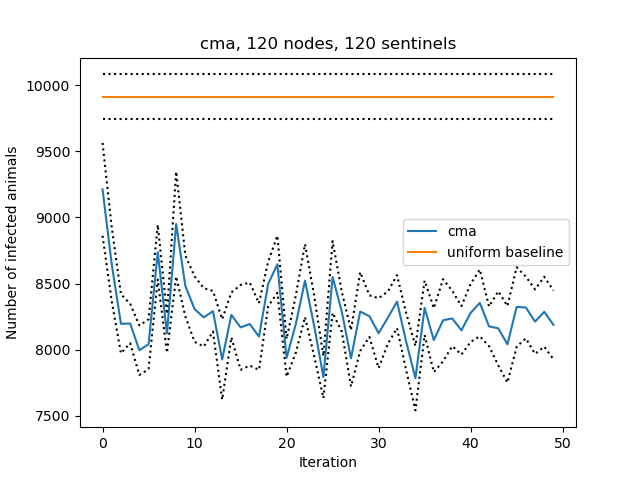 cma, 120 nodes, 120 sentinels
10000
9500
9000
8500
8000
7500
Number of infected animals
cma
uniform baseline
0
10
20
30
40
50
Iteration